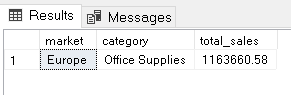 Results Messages
market category total_sales
1 Europe Office Supplies 1163660.58